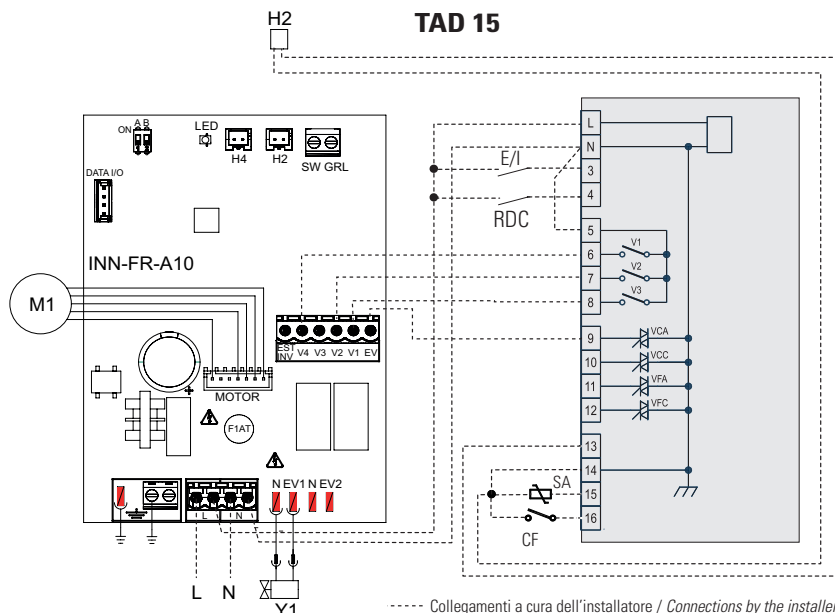 H2
TAD 15
ON
A B
LED
H4
H2
SW GRL
DATA I/O
INN-FR-A10
M1
EST INV
V4
V3
V2
V1
EV
MOTOR
F1AT
L
N
N
EV1
N
EV2
L
N
Y1
E/I
RDC
L
N
3
4
5
6
7
8
9
10
11
12
13
14
15
16
V1
V2
V3
VCA
VCC
VFA
VFC
SA
CF
Collegamenti a cura dell'installatore / Connections by the installer